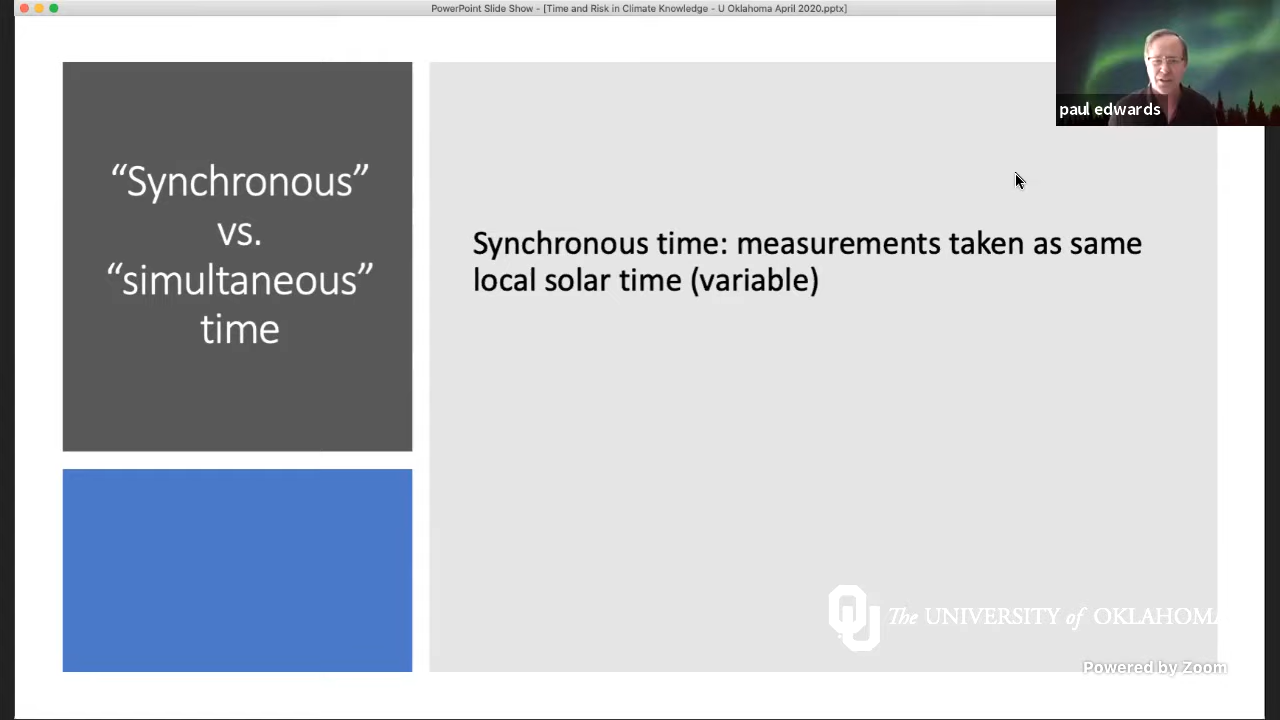 PowerPoint Slide Show - [Time and Risk in Climate Knowledge - U Oklahoma April 2020.pptx]
paul edwards
“Synchronous”
vs.
“simultaneous”
time
Synchronous time: measurements taken as same
local solar time (variable)
The UNIVERSITY of OKLAHOMA
Powered by Zoom